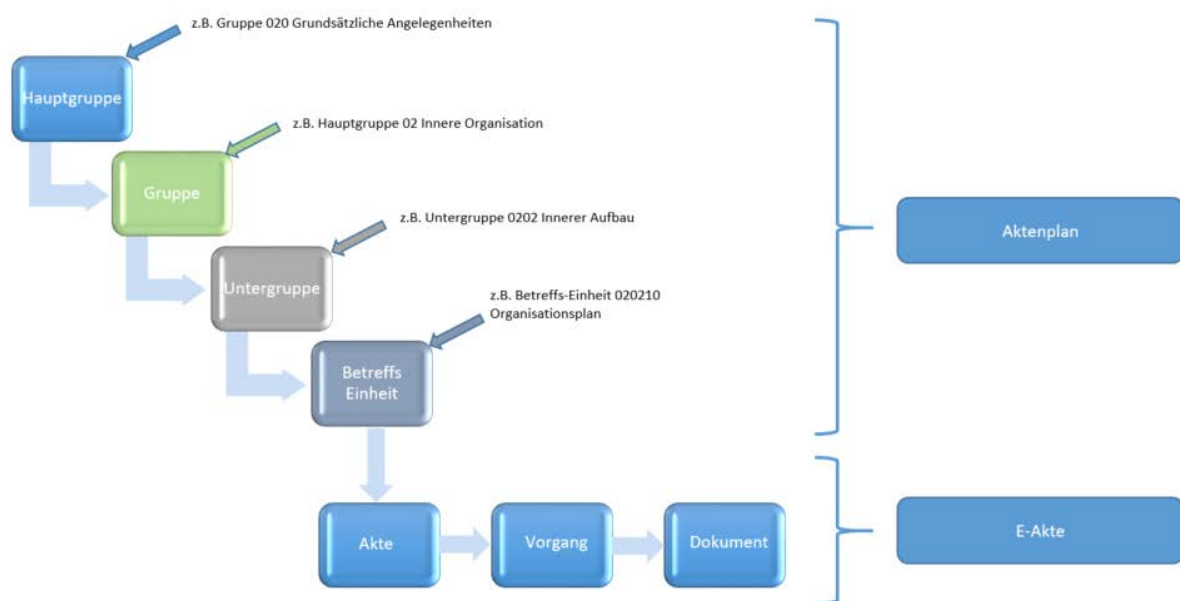 z.B. Gruppe 020 Grundsätzliche Angelegenheiten
Hauptgruppe
z.B. Hauptgruppe 02 Innere Organisation
Gruppe
z.B. Untergruppe 0202 Innerer Aufbau
Aktenplan
Untergruppe
z.B. Betreffs-Einheit 020210
Organisationsplan
Betreffs
Einheit
Akte
Vorgang
Dokument
E-Akte